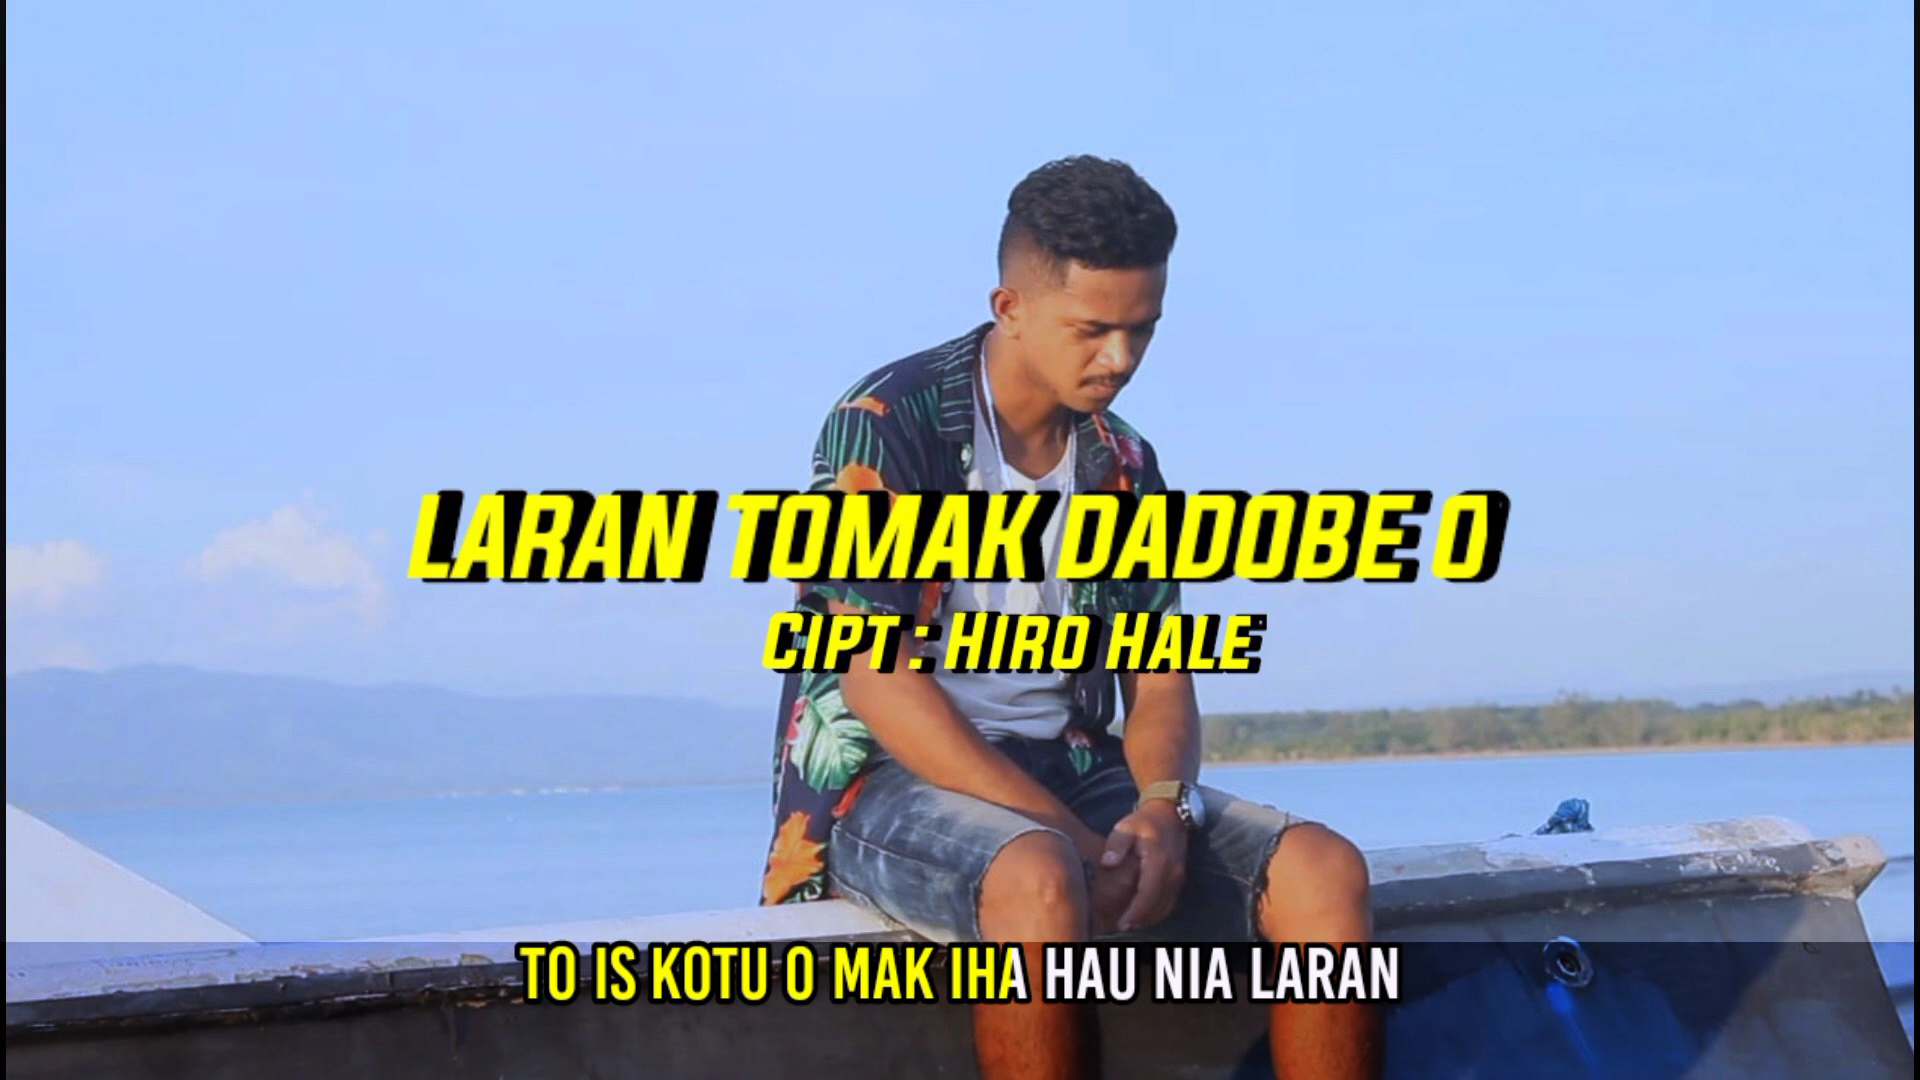 LARAN TOMAK DADOBE O
CIPT : HIRO HALE
TO IS KOTU O MAK IHA HAU NIA LARAN